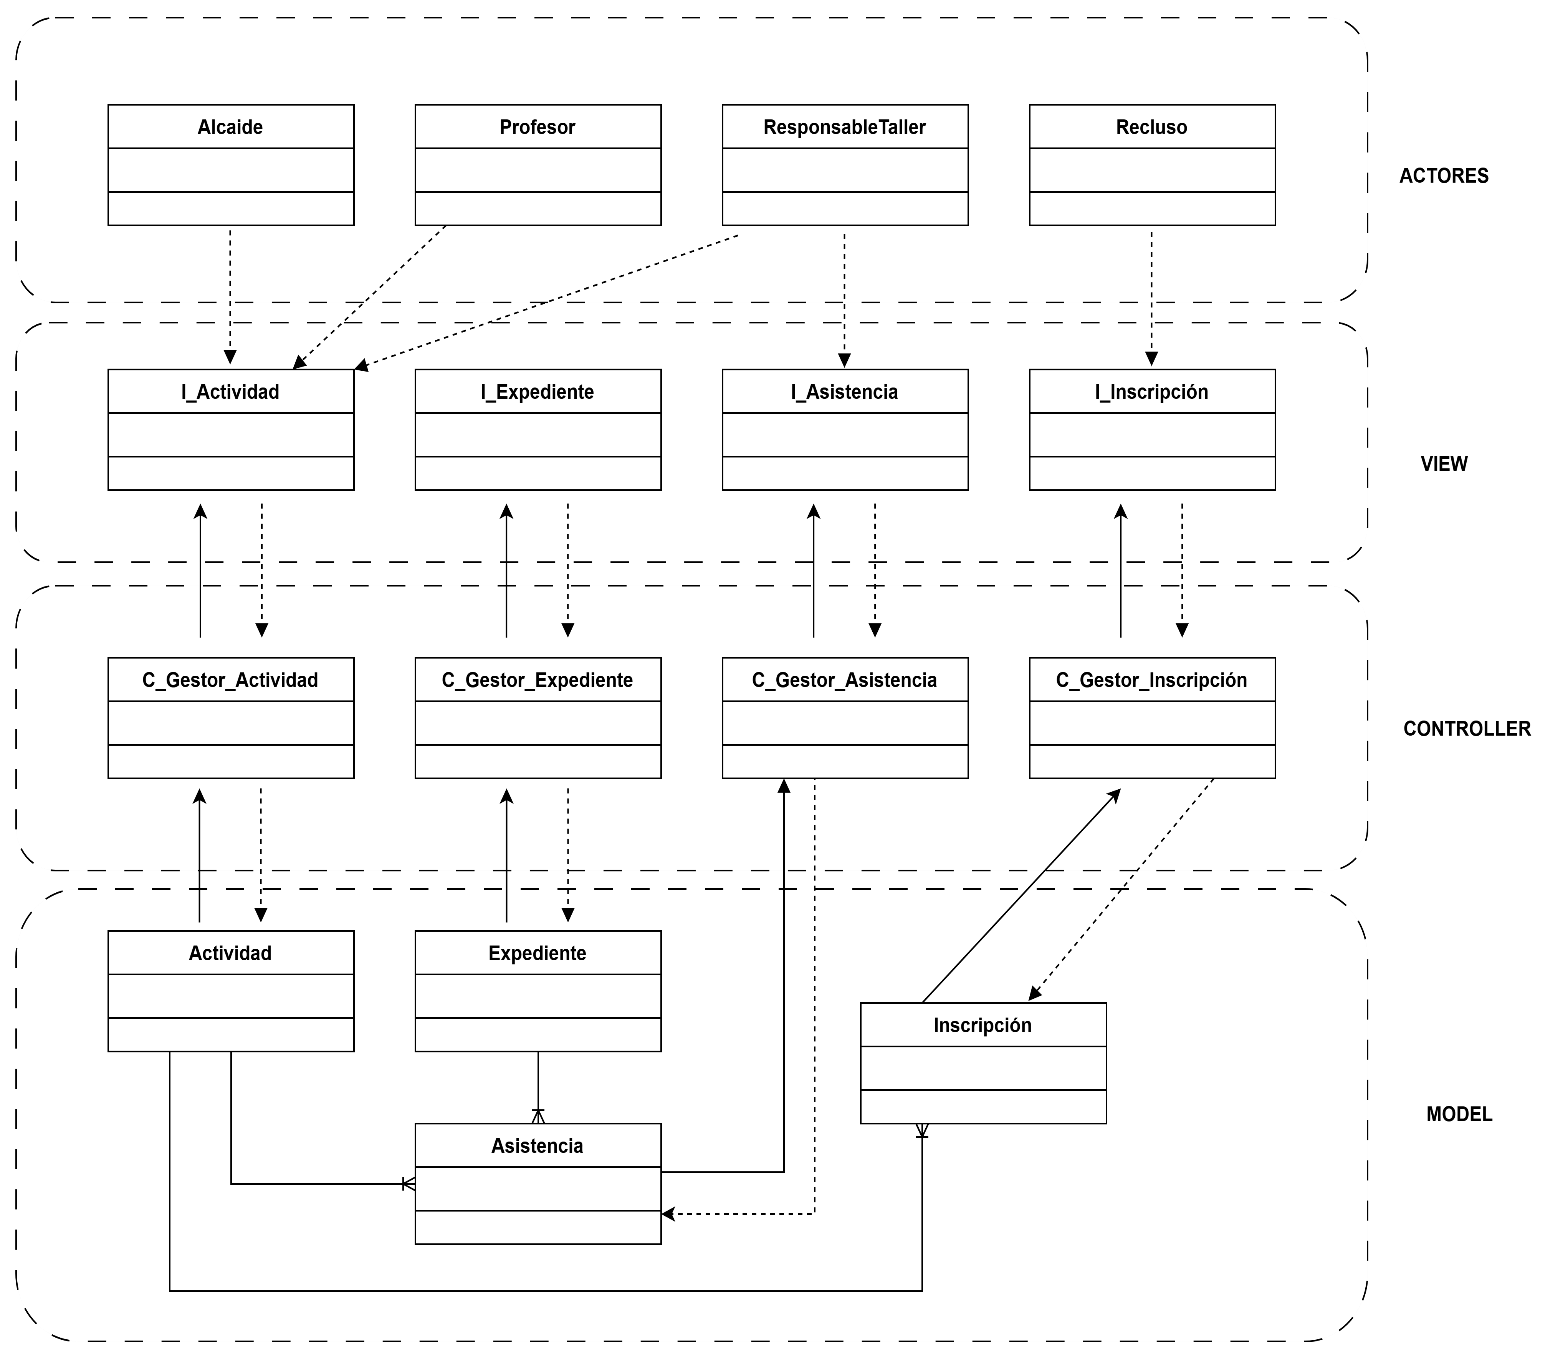 Alcaide
Profesor
ResponsableTaller
Recluso
ACTORES
I_Actividad
I_Expediente
I_Asistencia
I_Inscripción
VIEW
C_Gestor_Actividad
C_Gestor_Expediente
C_Gestor_Asistencia
C_Gestor_Inscripción
CONTROLLER
Actividad
Expediente
Inscripción
MODEL
Asistencia